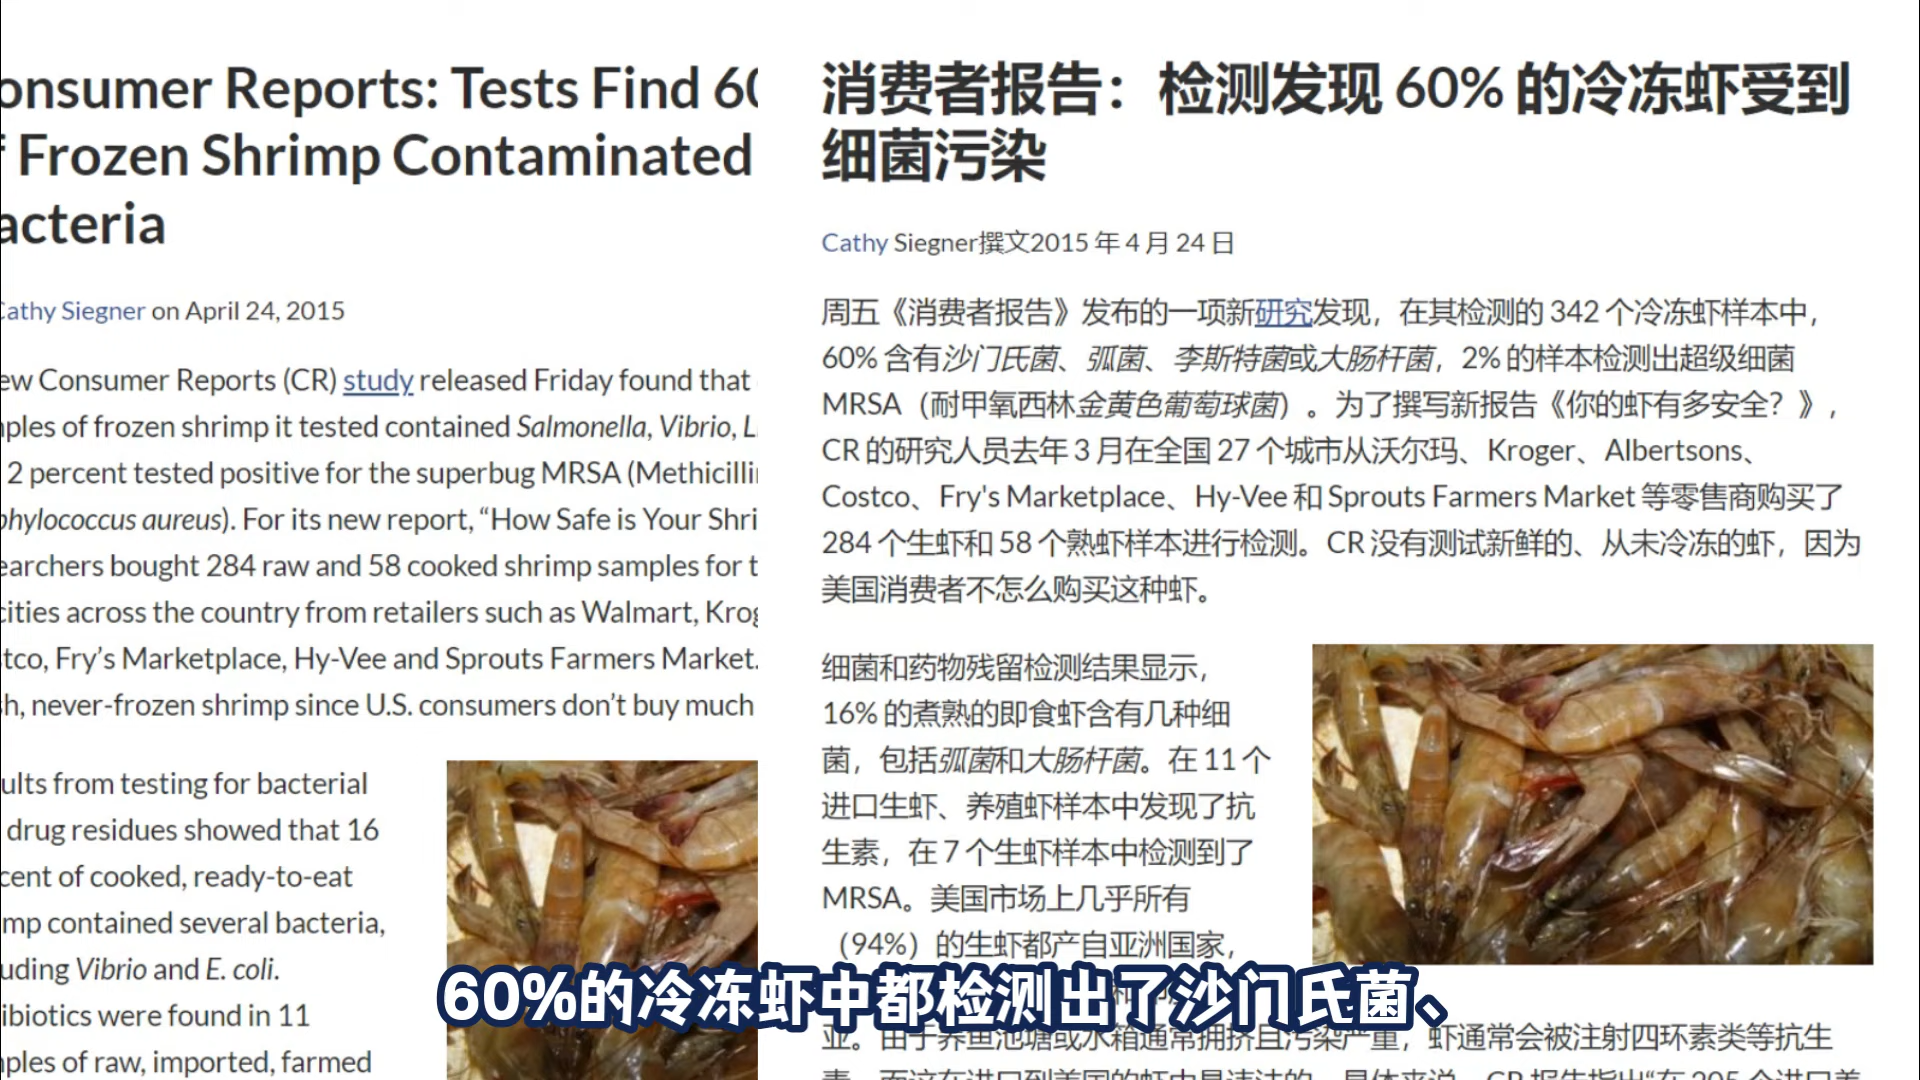 onsumer Reports: Tests Find 60
Frozen Shrimp Contaminated
acteria
Cathy Siegner on April 24, 2015
ew Consumer Reports (CR) study released Friday found that
ples of frozen shrimp it tested contained Salmonella, Vibrio, L
2 percent tested positive for the superbug MRSA (Methicilli
phylococcus aureus). For its new report, “How Safe is Your Shri
earchers bought 284 raw and 58 cooked shrimp samples for t
cities across the country from retailers such as Walmart, Krog
tco, Fry’s Marketplace, Hy-Vee and Sprouts Farmers Market.
h, never-frozen shrimp since U.S. consumers don’t buy much
ults from testing for bacterial
drug residues showed that 16
cent of cooked, ready-to-eat
mp contained several bacteria,
uding Vibrio and E. coli.
ibiotics were found in 11
ples of raw, imported, farmed
消费者报告：检测发现 60% 的冷冻虾受到
细菌污染
Cathy Siegner撰文2015 年 4 月 24 日
周五《消费者报告》发布的一项新研究发现，在其检测的 342 个冷冻虾样本中，
60% 含有沙门氏菌、弧菌、李斯特菌或大肠杆菌，2% 的样本检测出超级细菌
MRSA（耐甲氧西林金黄色葡萄球菌）。为了撰写新报告《你的虾有多安全？》，
CR 的研究人员去年 3 月在全国 27 个城市从沃尔玛、Kroger、Albertsons、
Costco、Fry's Marketplace、Hy-Vee 和 Sprouts Farmers Market 等零售商购买了
284 个生虾和 58 个熟虾样本进行检测。CR 没有测试新鲜的、从未冷冻的虾，因为
美国消费者不怎么购买这种虾。
细菌和药物残留检测结果显示，
16% 的煮熟的即食虾含有几种细
菌，包括弧菌和大肠杆菌。在 11 个
进口生虾、养殖虾样本中发现了抗
生素，在 7 个生虾样本中检测到了
MRSA。美国市场上几乎所有
（94%）的生虾都产自亚洲国家，
亚。由于养鱼池塘或水箱通常拥挤且污染严重，虾通常会被注射四环素类等抗生
60%的冷冻虾中都检测出了沙门氏菌、